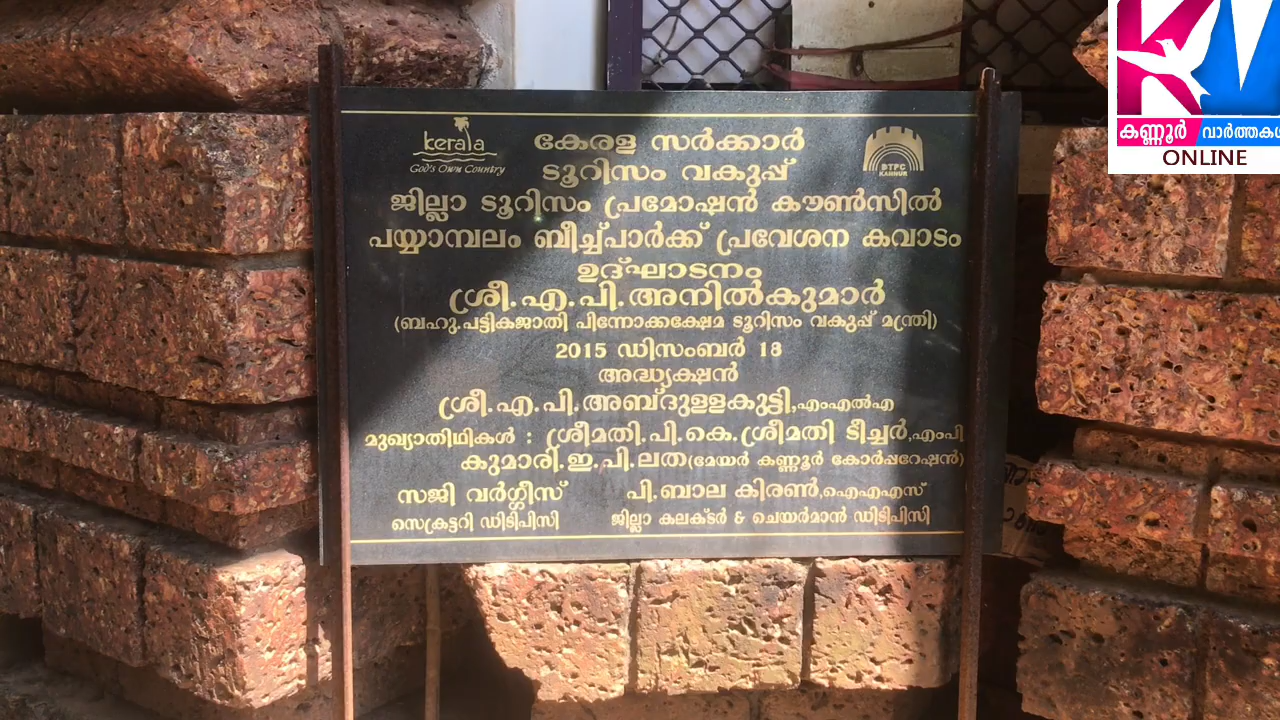 kerala
God's Own Country
DTPC
KANNUR
കേരള സർക്കാർ
ടൂറിസം വകുപ്പ്
ജില്ലാ ടൂറിസം പ്രമോഷൻ കൗൺസിൽ
പയ്യാമ്പലം ബീച്ച്പാർക്ക് പ്രവേശന കവാടം
ഉദ്ഘാടനം
ശ്രീ.എ.പി.അനിൽകുമാർ
(ബഹു.പട്ടികജാതി പിന്നോക്കക്ഷേമ ടൂറിസം വകുപ്പ് മന്ത്രി)
2015 ഡിസംബർ 18
അദ്ധ്യക്ഷൻ
ശ്രീ.എ.പി.അബ്ദുള്ളകുട്ടി,എംഎൽഎ
മുഖ്യാതിഥികൾ : ശ്രീമതി.പി.കെ.ശ്രീമതി ടീച്ചർ,എംപി
കുമാരി.ഇ.പി.ലത(മേയർ കണ്ണൂർ കോർപ്പറേഷൻ)
സജി വർഗ്ഗീസ് പി.ബാല കിരൺ,ഐഎഎസ്
സെക്രട്ടറി ഡിടിപിസി ജില്ലാ കലക്ടർ & ചെയർമാൻ ഡിടിപിസി
KV
കണ്ണൂർ വാർത്തകൾ
ONLINE